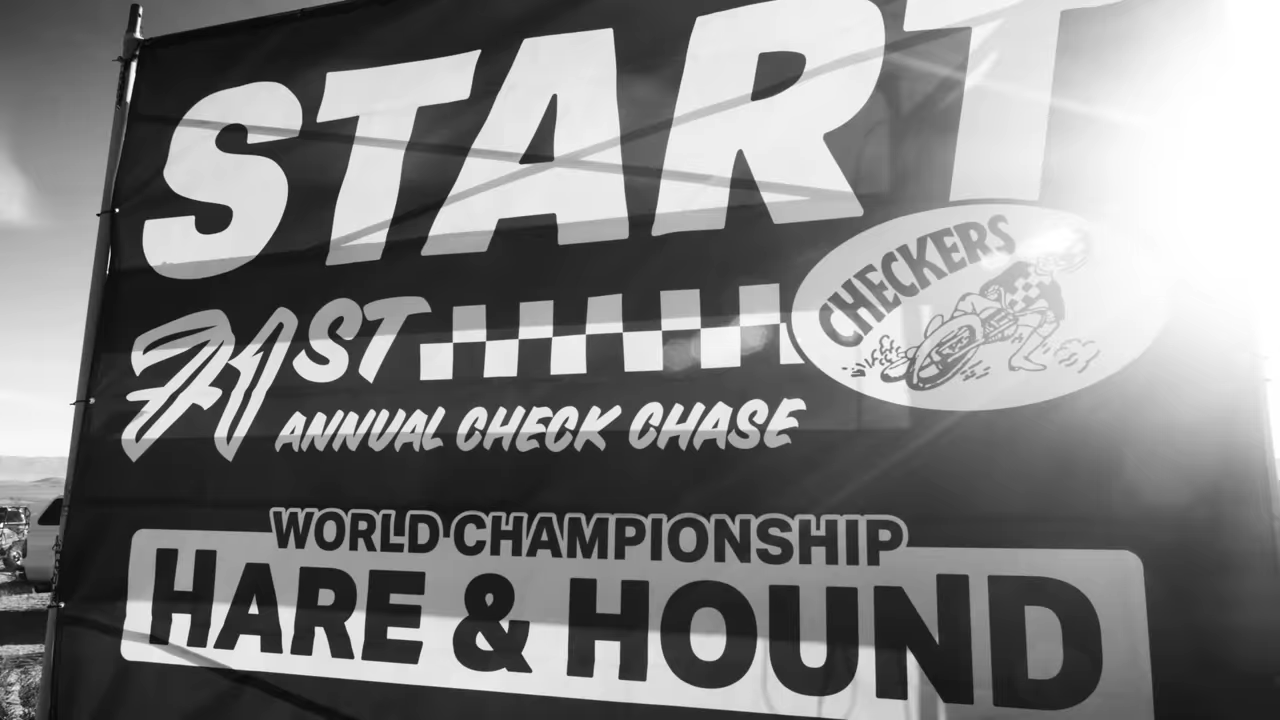 START
71ST
CHECKERS
ANNUAL CHECK CHASE
WORLD CHAMPIONSHIP
HARE & HOUND